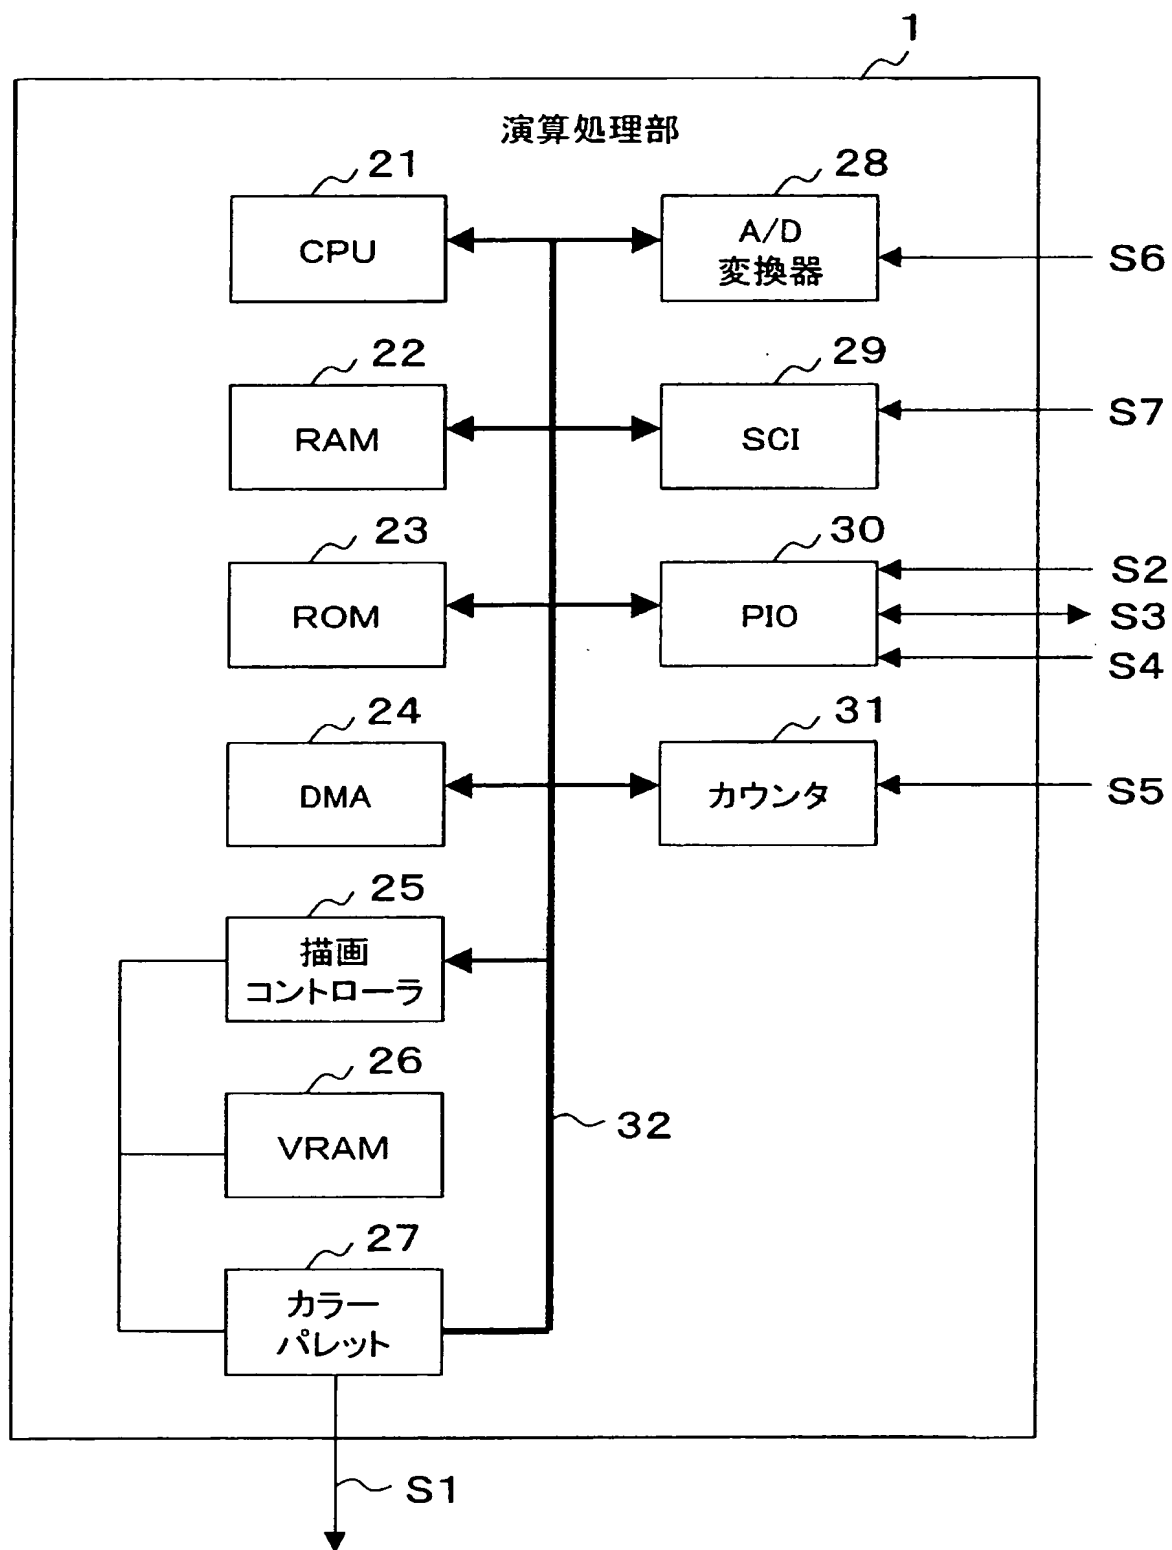 1
演算処理部
21
CPU
28
A/D
変換器
S6
22
RAM
29
SCI
S7
23
ROM
30
PIO
S2
S3
S4
24
DMA
31
カウンタ
S5
25
描画
コントローラ
26
VRAM
32
27
カラー
パレット
S1